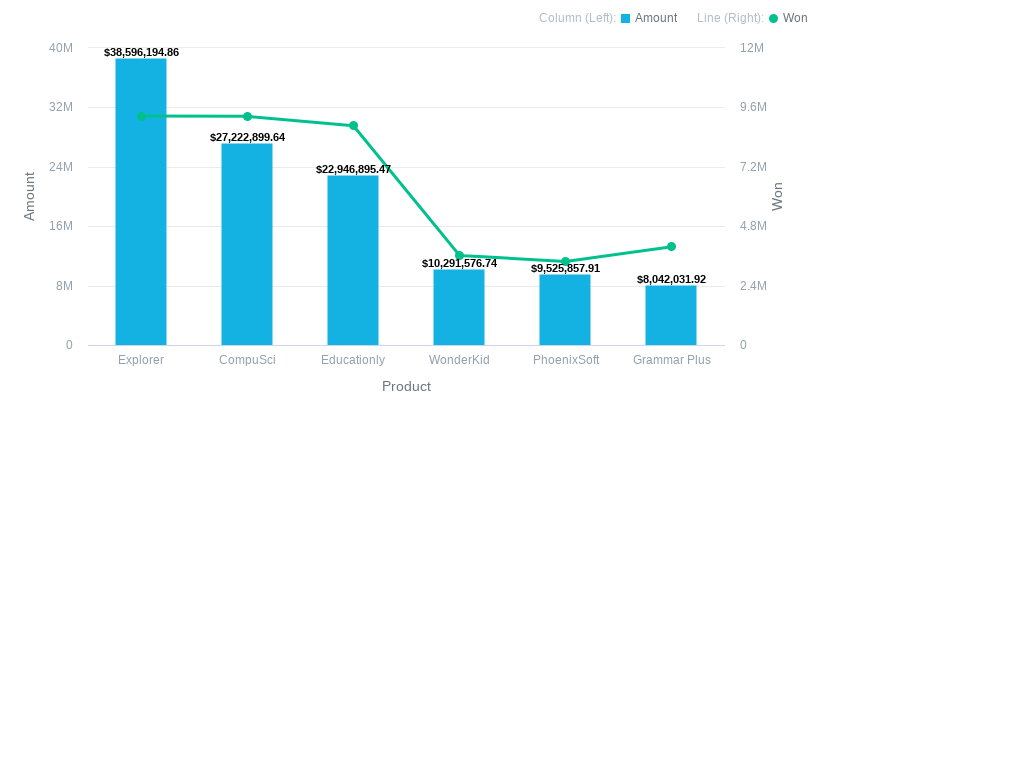 Column (Left): Amount Line (Right): Won
40M
32M
24M
16M
8M
0
Amount
$38,596,194.86
$27,222,899.64
$22,946,895.47
$10,291,576.74
$9,525,857.91
$8,042,031.92
12M
9.6M
7.2M
4.8M
2.4M
0
Won
Explorer CompuSci Educationly WonderKid PhoenixSoft Grammar Plus
Product